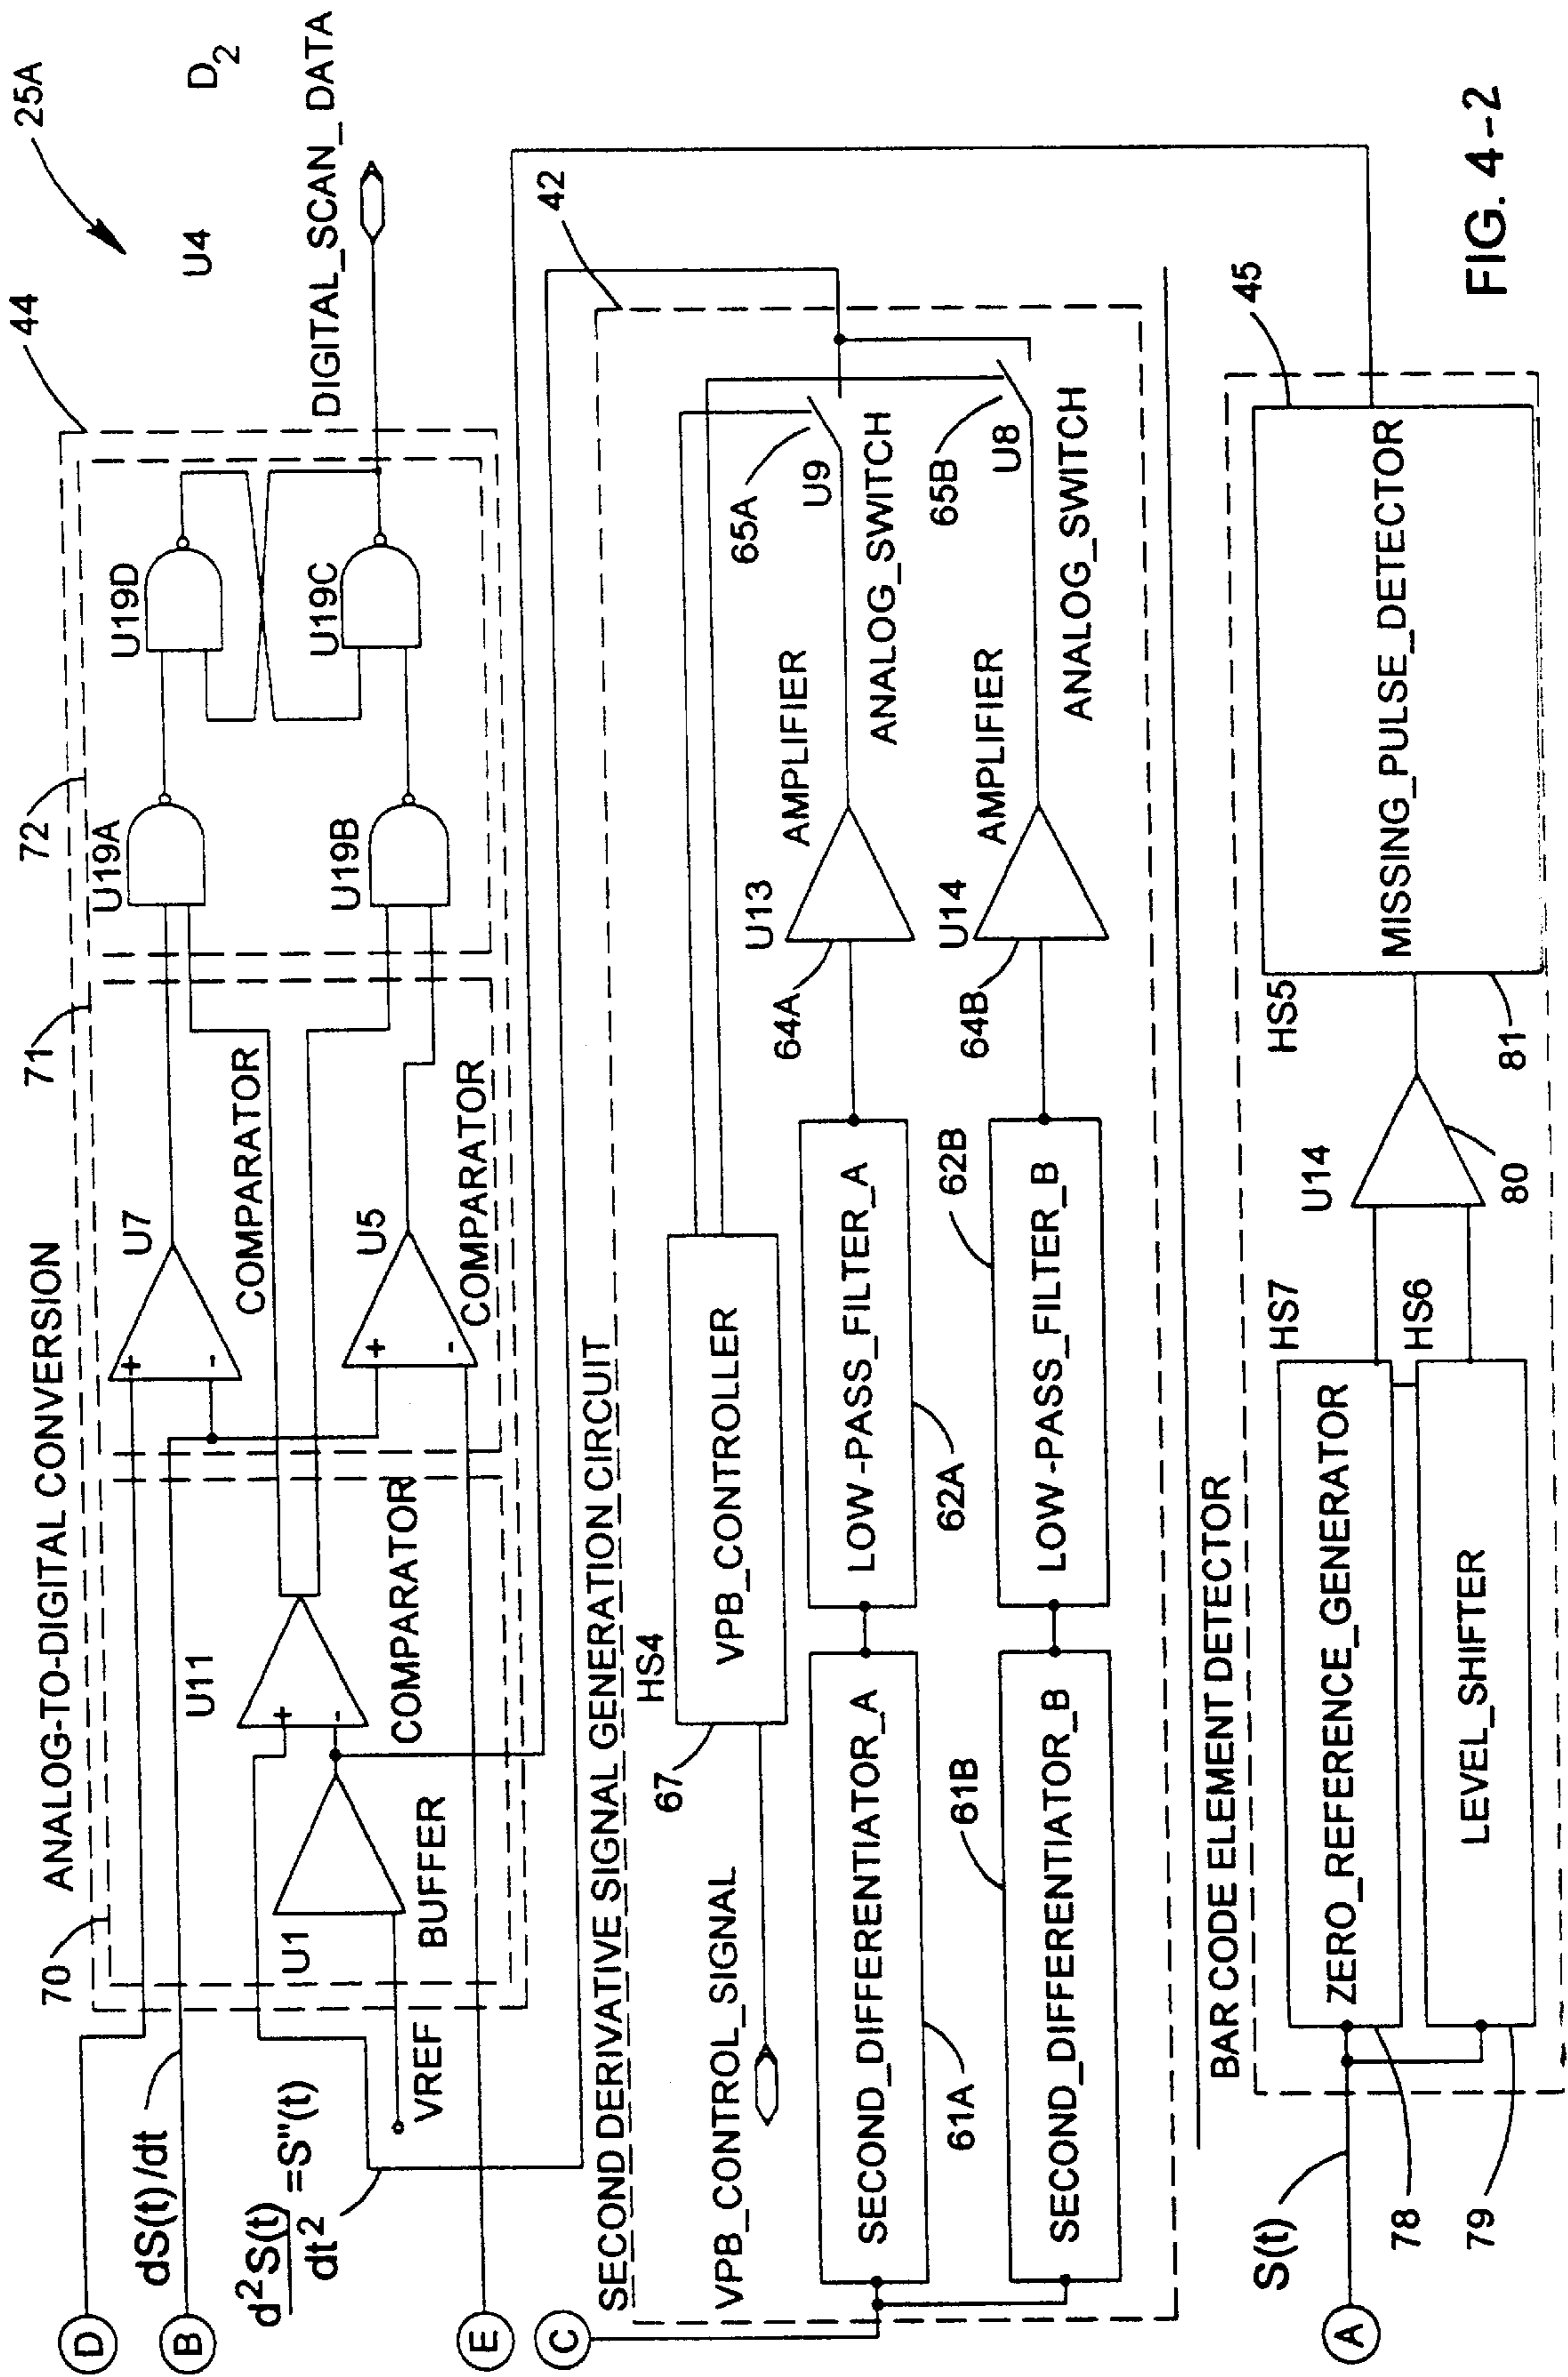 25A
44
U4
D2
ANALOG-TO-DIGITAL CONVERSION
70
71
72
U7
+
-
COMPARATOR
U19A
U19D
DIGITAL_SCAN_DATA
U11
+
-
COMPARATOR
U5
+
-
COMPARATOR
U19B
U19C
U1
BUFFER
VREF
D
dS(t)/dt
B
d²S(t)/dt² =S"(t)
E
C
SECOND DERIVATIVE SIGNAL GENERATION CIRCUIT
42
HS4
VPB_CONTROLLER
67
VPB_CONTROL_SIGNAL
SECOND_DIFFERENTIATOR_A
61A
LOW-PASS_FILTER_A
62A
U13
AMPLIFIER
64A
65A
U9
ANALOG_SWITCH
SECOND_DIFFERENTIATOR_B
61B
LOW-PASS_FILTER_B
62B
U14
AMPLIFIER
64B
65B
U8
ANALOG_SWITCH
BAR CODE ELEMENT DETECTOR
45
S(t)
A
HS7
ZERO_REFERENCE_GENERATOR
78
HS6
LEVEL_SHIFTER
79
U14
80
HS5
MISSING_PULSE_DETECTOR
81
FIG. 4-2